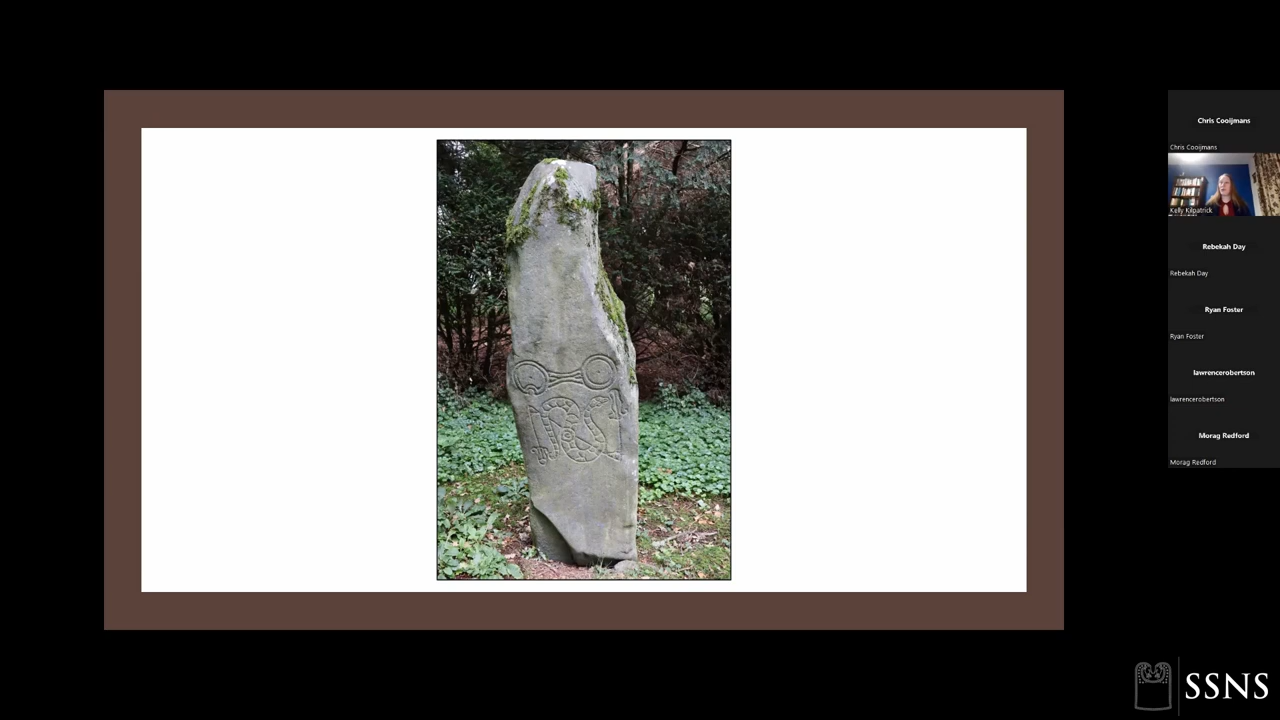 Chris Cooijmans
Chris Cooijmans
Kelly Kilpatrick
Rebekah Day
Rebekah Day
Ryan Foster
Ryan Foster
lawrencerobertson
lawrencerobertson
Morag Redford
Morag Redford
SSNS